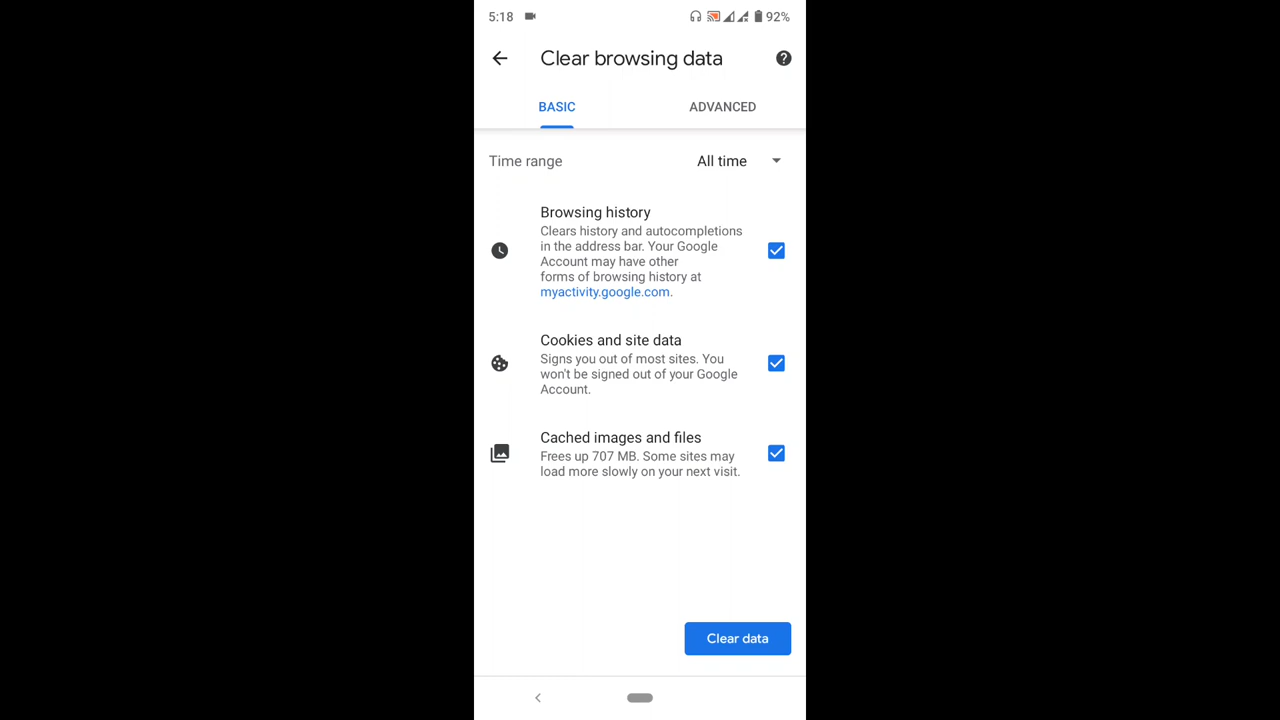 5:18 92%
Clear browsing data
BASIC ADVANCED
Time range All time
Browsing history
Clears history and autocompletions
in the address bar. Your Google
Account may have other
forms of browsing history at
myactivity.google.com.
Cookies and site data
Signs you out of most sites. You
won't be signed out of your Google
Account.
Cached images and files
Frees up 707 MB. Some sites may
load more slowly on your next visit.
Clear data